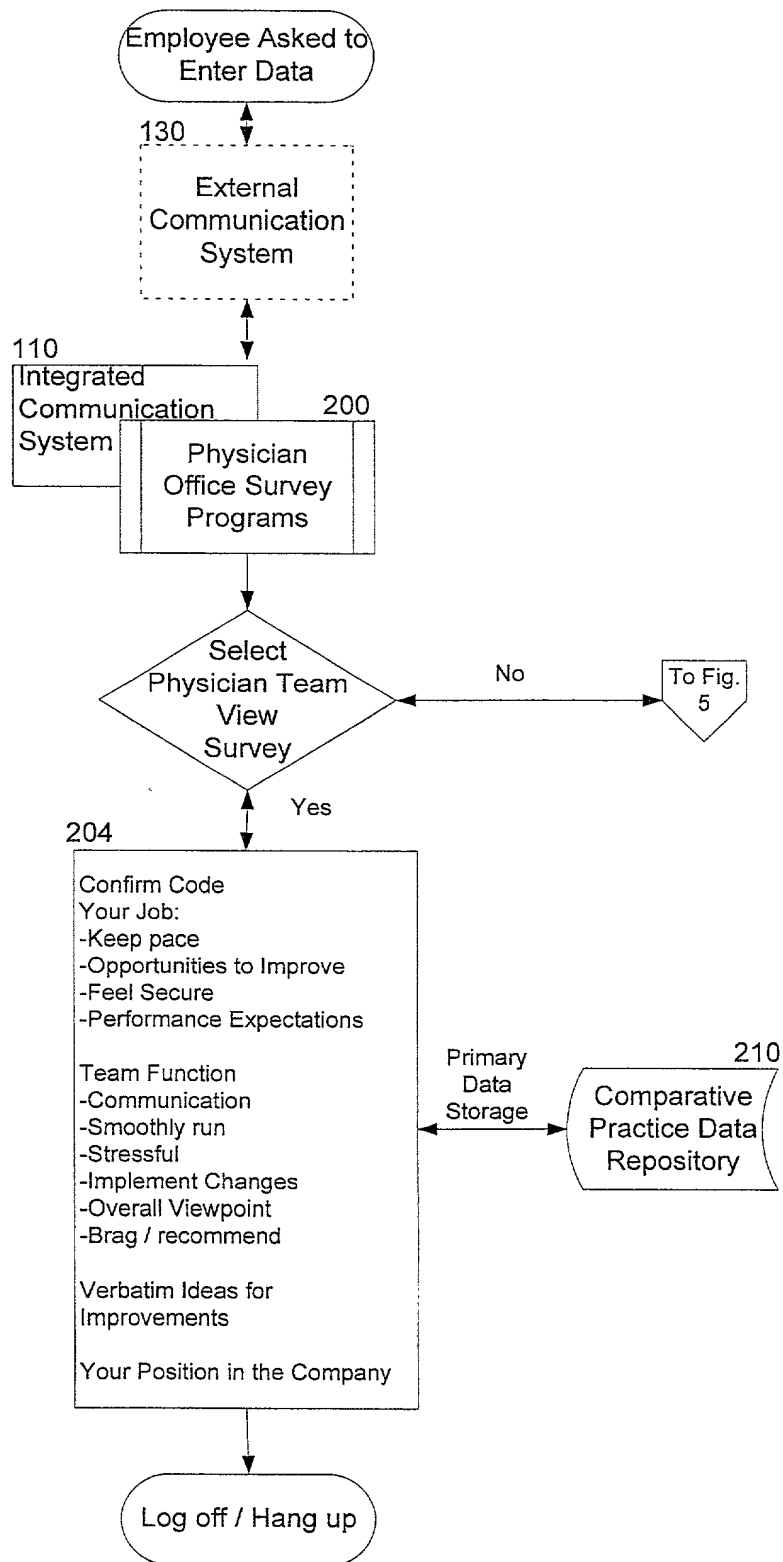 Employee Asked to
Enter Data
130
External
Communication
System
110
Integrated
Communication
System
200
Physician
Office Survey
Programs
Select
Physician Team
View
Survey
No
To Fig.
5
Yes
204
Confirm Code
Your Job:
-Keep pace
-Opportunities to Improve
-Feel Secure
-Performance Expectations
Team Function
-Communication
-Smoothly run
-Stressful
-Implement Changes
-Overall Viewpoint
-Brag / recommend
Verbatim Ideas for
Improvements
Your Position in the Company
Primary
Data
Storage
210
Comparative
Practice Data
Repository
Log off / Hang up